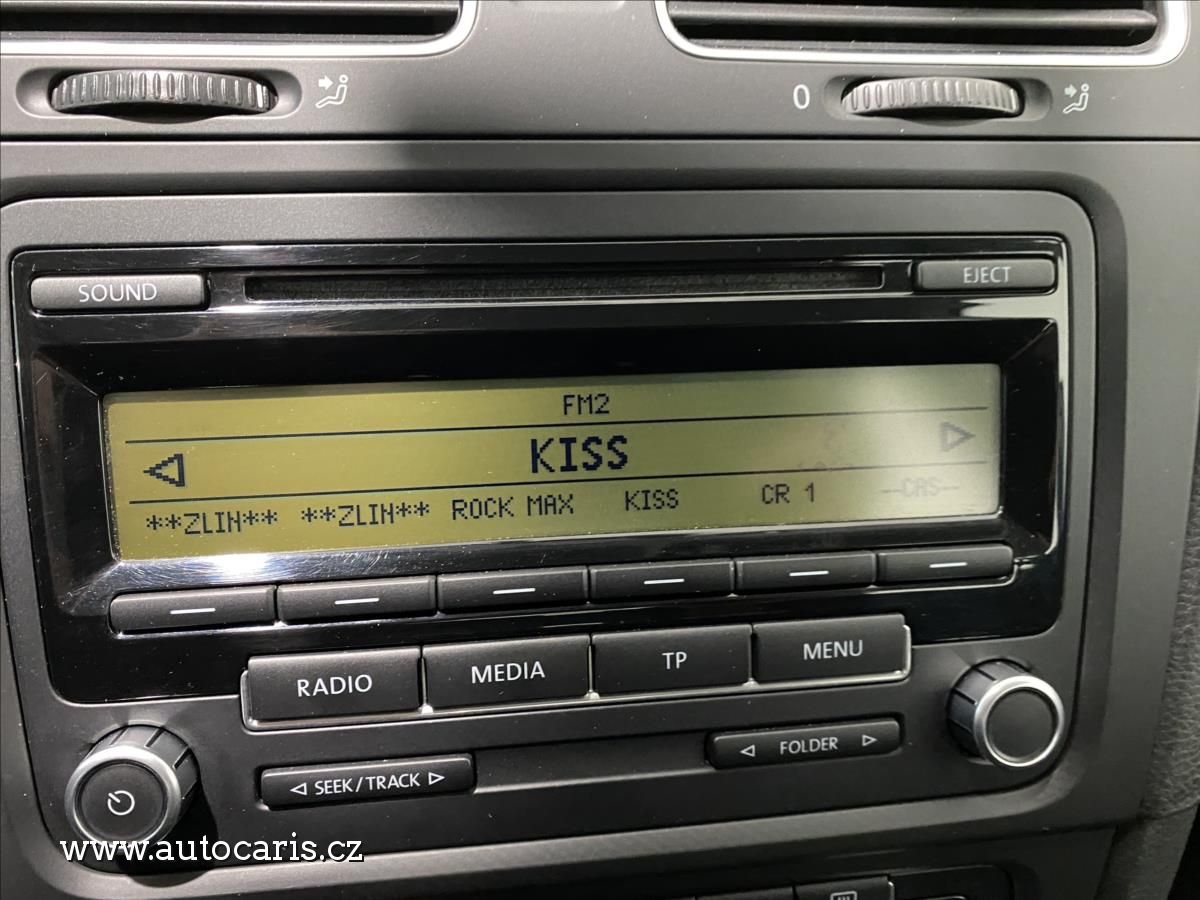 0
SOUND
EJECT
FM2
KISS
**ZLIN** **ZLIN** ROCK MAX KISS CR 1 --CAS--
RADIO MEDIA TP MENU
SEEK/TRACK
FOLDER
www.autocaris.cz